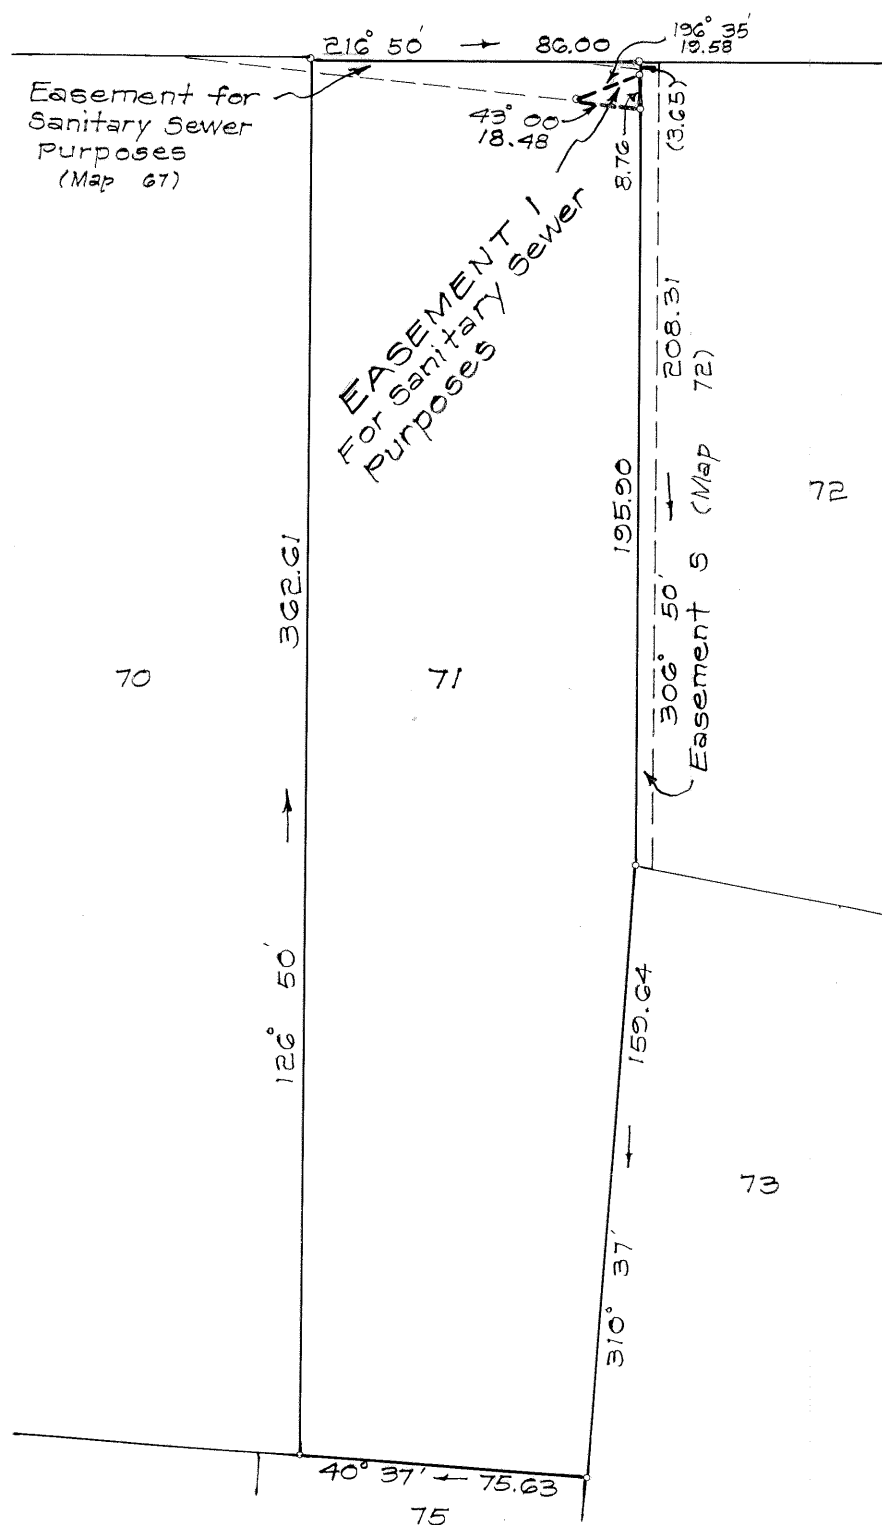 216° 50' → 86.00
196° 35'
19.58
Easement for
Sanitary Sewer
Purposes
(Map 67)
43° 00
18.48
8.76
(3.65)
EASEMENT 1
For Sanitary Sewer
Purposes
208.31
306° 50'
195.90
Easement 5 (Map 72)
72
362.61
126° 50'
70
71
159.64
310° 37'
73
40° 37' ← 75.63
75